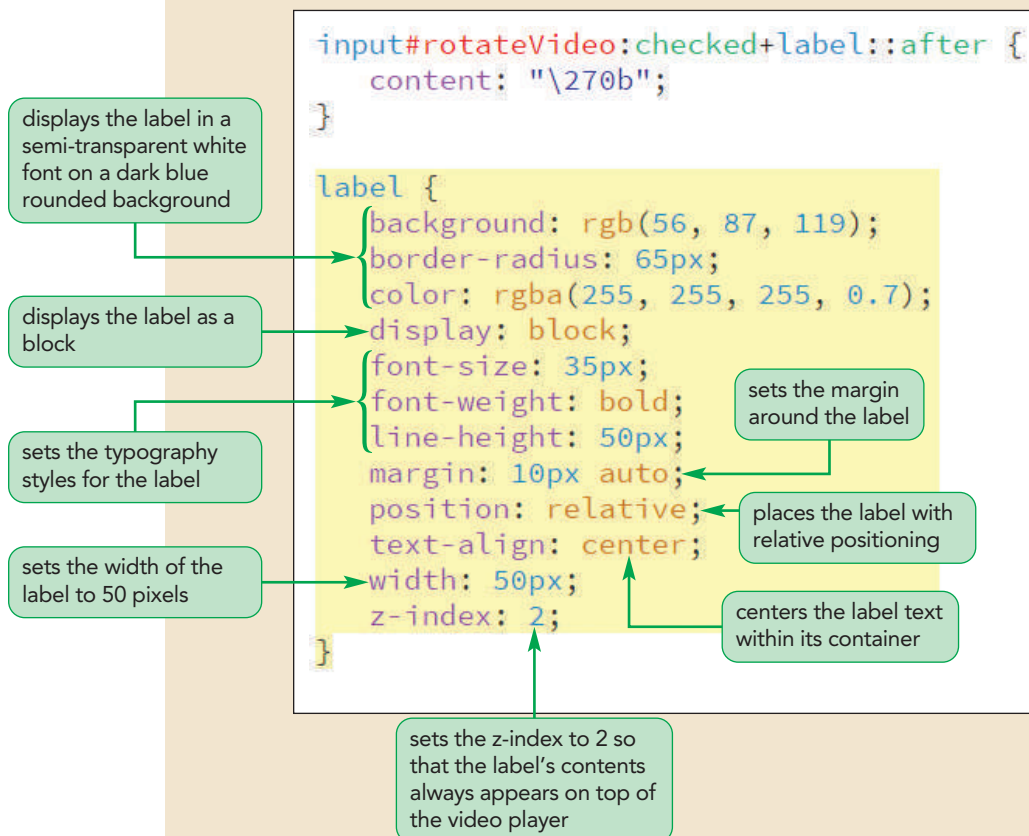 input#rotateVideo:checked+label::after {
content: "\270b";
}
label {
background: rgb(56, 87, 119);
border-radius: 65px;
color: rgba(255, 255, 255, 0.7);
display: block;
font-size: 35px;
font-weight: bold;
line-height: 50px;
margin: 10px auto;
position: relative;
text-align: center;
width: 50px;
z-index: 2;
}
displays the label in a
semi-transparent white
font on a dark blue
rounded background
displays the label as a
block
sets the typography
styles for the label
sets the width of the
label to 50 pixels
sets the margin
around the label
places the label with
relative positioning
centers the label text
within its container
sets the z-index to 2 so
that the label’s contents
always appears on top of
the video player